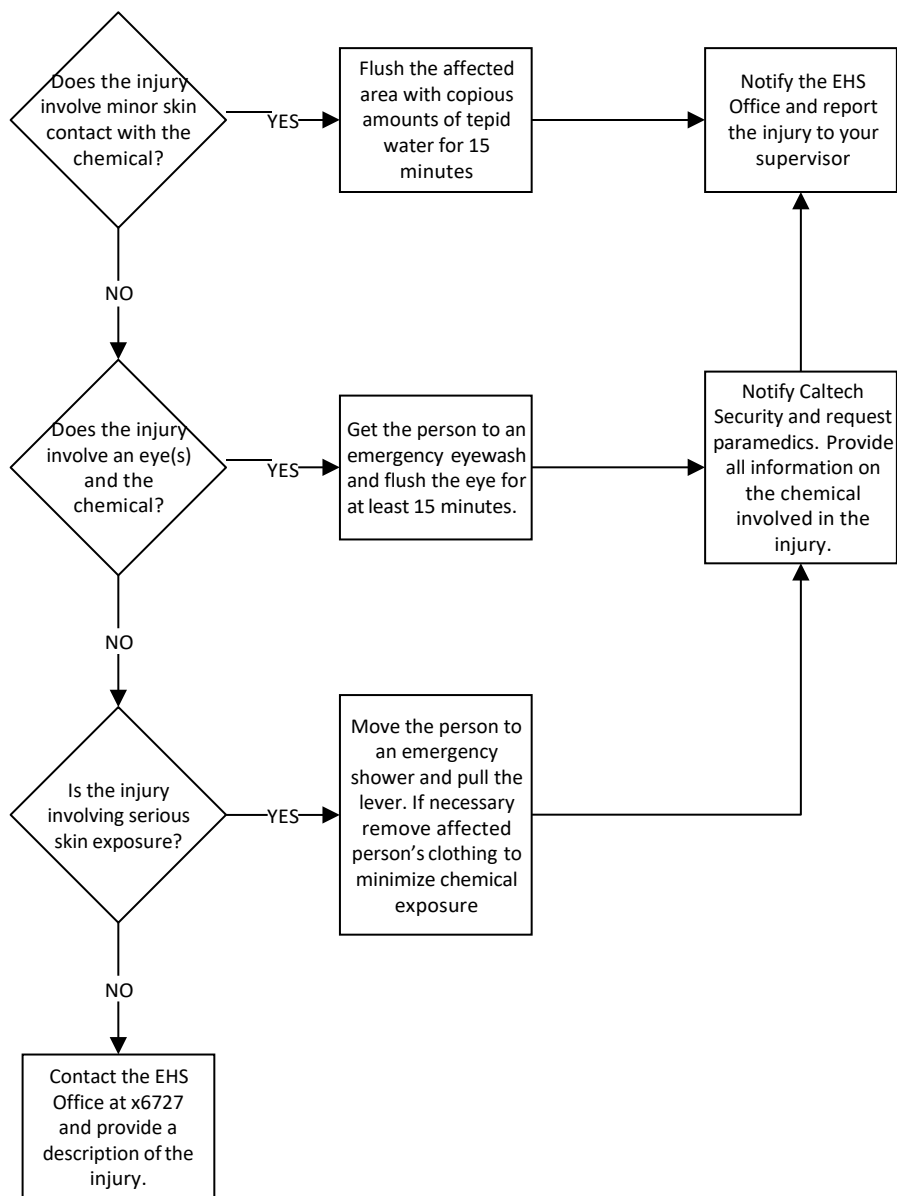 Does the injury
involve minor skin
contact with the
chemical?
YES
Flush the affected
area with copious
amounts of tepid
water for 15
minutes
Notify the EHS
Office and report
the injury to your
supervisor
NO
Does the injury
involve an eye(s)
and the
chemical?
YES
Get the person to an
emergency eyewash
and flush the eye for
at least 15 minutes.
Notify Caltech
Security and request
paramedics. Provide
all information on
the chemical
involved in the
injury.
NO
Is the injury
involving serious
skin exposure?
YES
Move the person to
an emergency
shower and pull the
lever. If necessary
remove affected
person’s clothing to
minimize chemical
exposure
NO
Contact the EHS
Office at x6727
and provide a
description of the
injury.